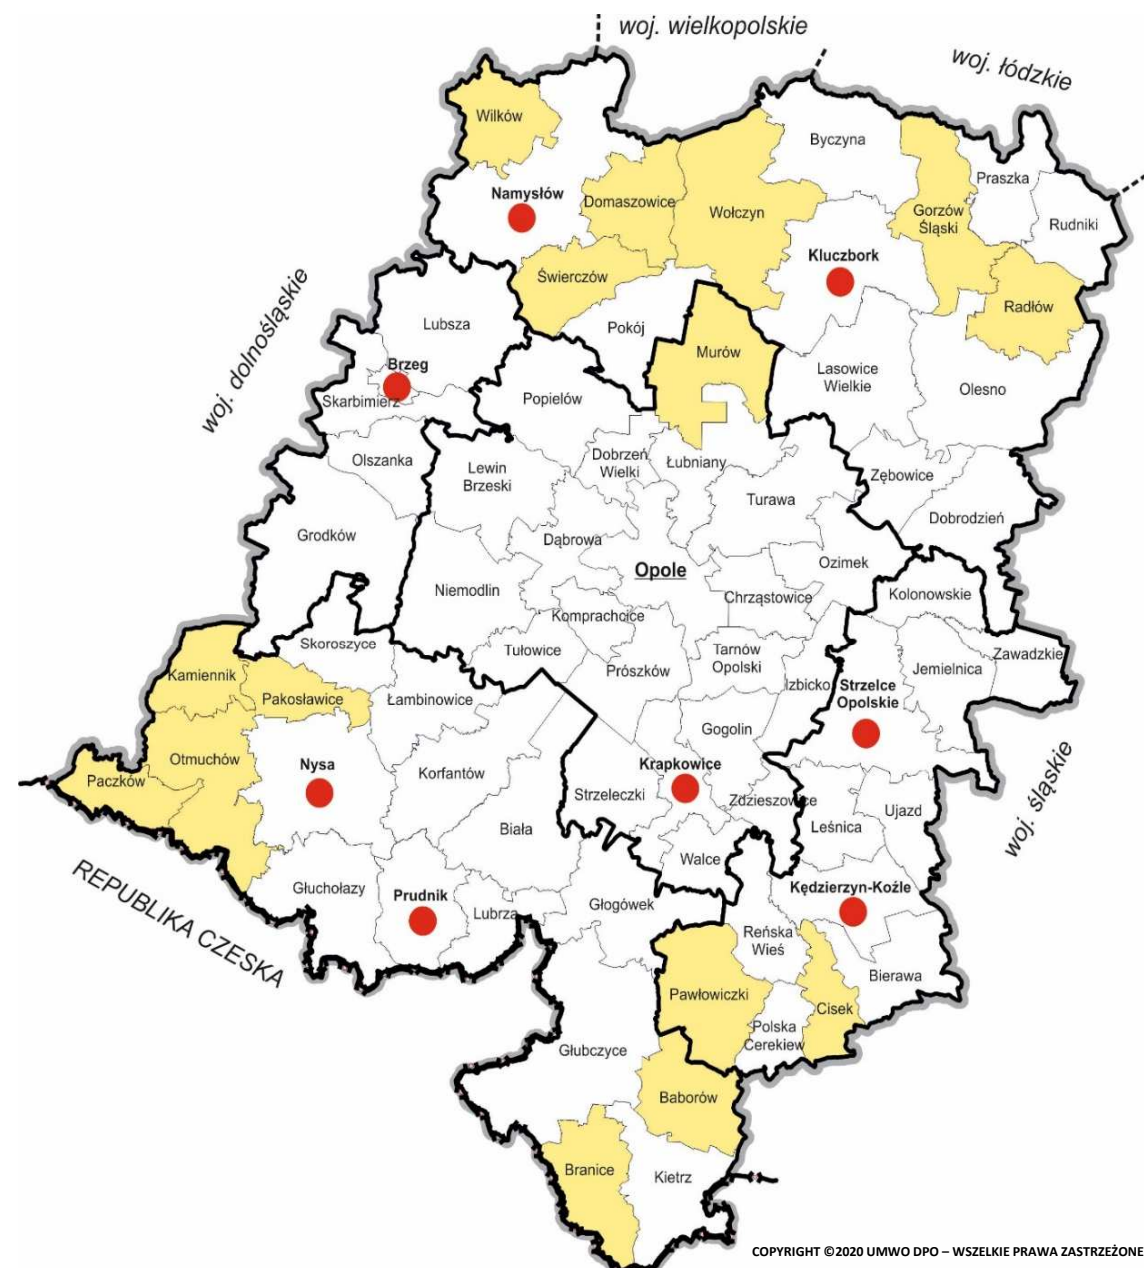 woj. wielkopolskie
woj. łódzkie
Wilków
Byczyna
Praszka
Namysłów
Domaszowice
Wołczyn
Gorzów
Śląski
Rudniki
Kluczbork
Świerczów
woj. dolnośląskie
Lubsza
Pokój
Radłów
Murów
Brzeg
Lasowice
Wielkie
Olesno
Skarbimierz
Popielów
Olszanka
Lewin
Brzeski
Dobrzeń
Wielki
Łubniany
Zębowice
Turawa
Dobrodzień
Grodków
Dąbrowa
Opole
Ozimek
Niemodlin
Chrząstowice
Kolonowskie
Komprachcice
Skoroszyce
Tułowice
Prószków
Tarnów
Opolski
Zawadzkie
Jemielnica
Kamiennik
Pakosławice
Łambinowice
Izbicko
Strzelce
Opolskie
Gogolin
Otmuchów
Nysa
Krapkowice
Paczków
Korfantów
Strzeleczki
Zdzieszowice
Ujazd
woj. śląskie
Biała
Leśnica
Walce
REPUBLIKA CZESKA
Głuchołazy
Prudnik
Lubrza
Głogówek
Kędzierzyn-Koźle
Reńska
Wieś
Bierawa
Pawłowiczki
Cisek
Polska
Cerekiew
Głubczyce
Baborów
Branice
Kietrz
COPYRIGHT ©2020 UMWO DPO – WSZELKIE PRAWA ZASTRZEŻONE